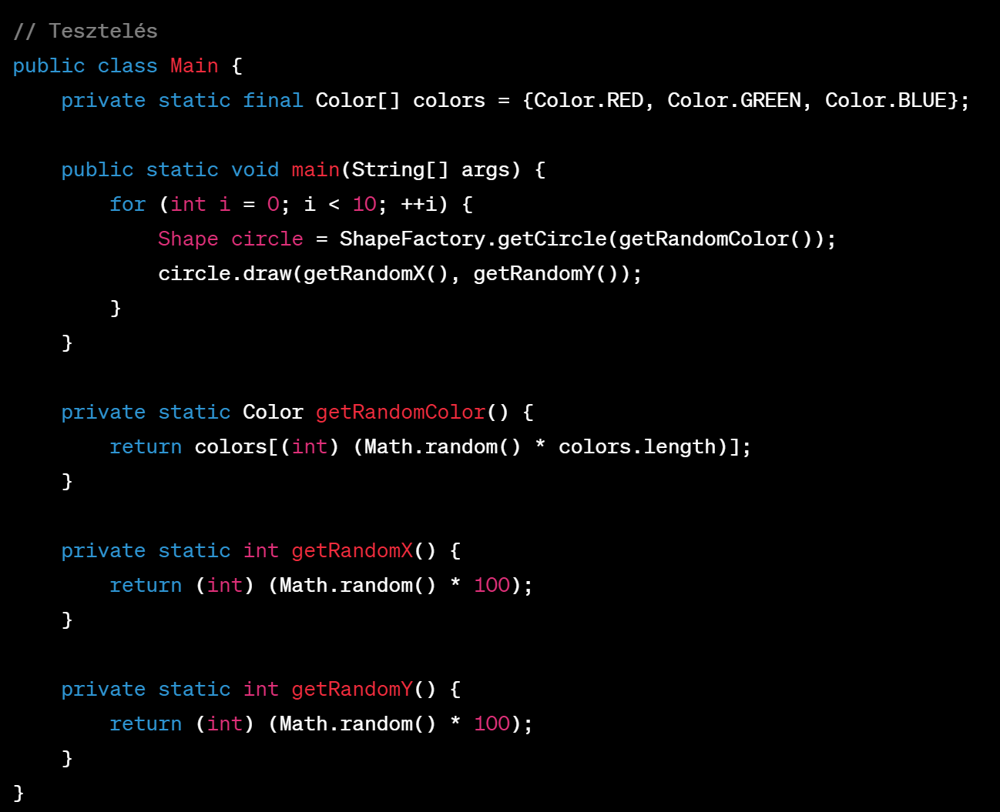 // Tesztelés
public class Main {
    private static final Color[] colors = {Color.RED, Color.GREEN, Color.BLUE};
    public static void main(String[] args) {
        for (int i = 0; i < 10; ++i) {
            Shape circle = ShapeFactory.getCircle(getRandomColor());
            circle.draw(getRandomX(), getRandomY());
        }
    }
    private static Color getRandomColor() {
        return colors[(int) (Math.random() * colors.length)];
    }
    private static int getRandomX() {
        return (int) (Math.random() * 100);
    }
    private static int getRandomY() {
        return (int) (Math.random() * 100);
    }
}